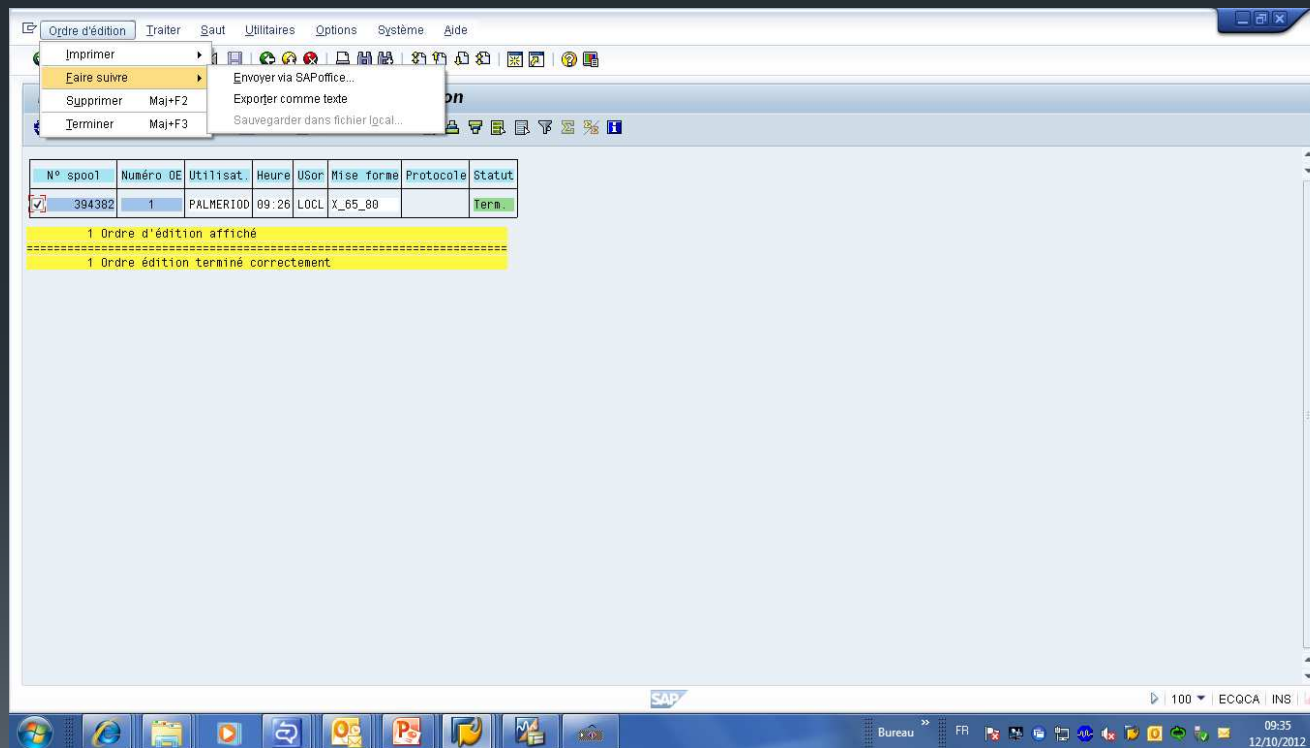 Ordre d'édition Traiter Saut Utilitaires Options Système Aide
Imprimer
Faire suivre
Supprimer Maj+F2
Terminer Maj+F3
Envoyer via SAPoffice...
Exporter comme texte
Sauvegarder dans fichier local...
on
N° spool Numéro OE Utilisat. Heure USor Mise forme Protocole Statut
394382 1 PALMERIOD 09:26 LOCL X_65_80 Term.
1 Ordre d'édition affiché
1 Ordre édition terminé correctement
SAP
100 ECQCA INS
Bureau FR 09:35
12/10/2012